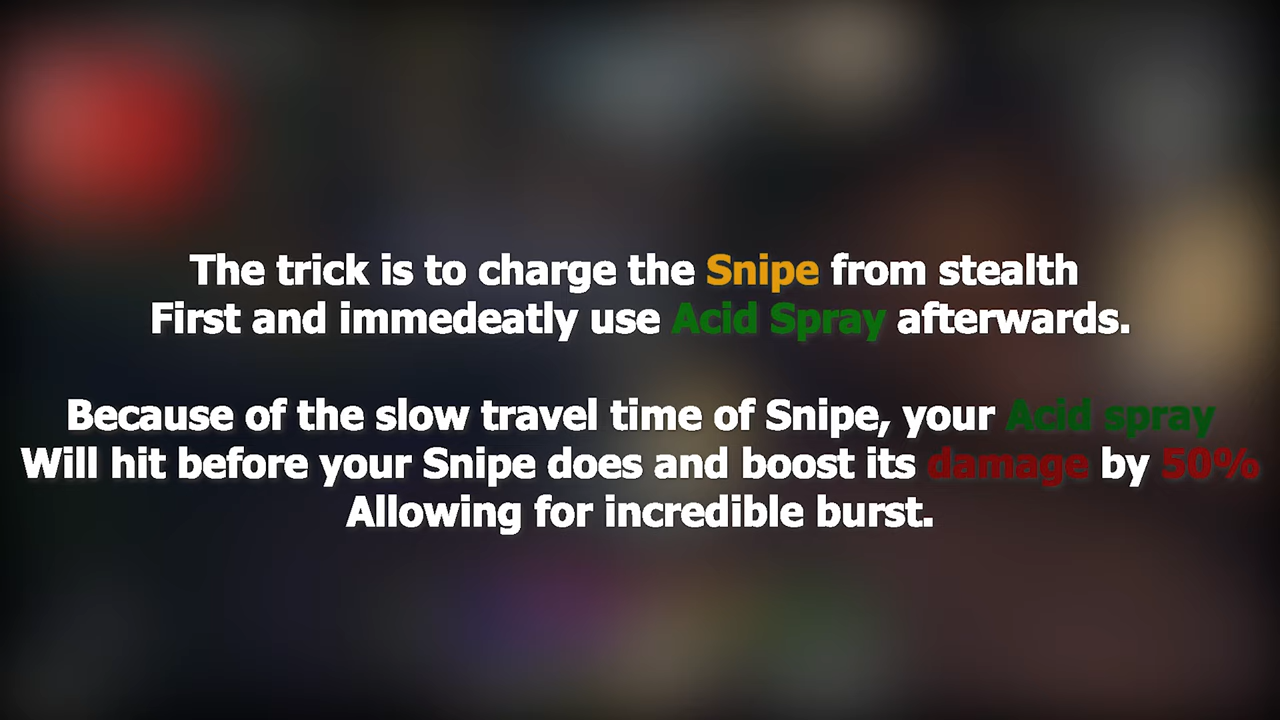 The trick is to charge the Snipe from stealth
First and immedeatly use Acid Spray afterwards.
Because of the slow travel time of Snipe, your Acid spray
Will hit before your Snipe does and boost its damage by 50%
Allowing for incredible burst.